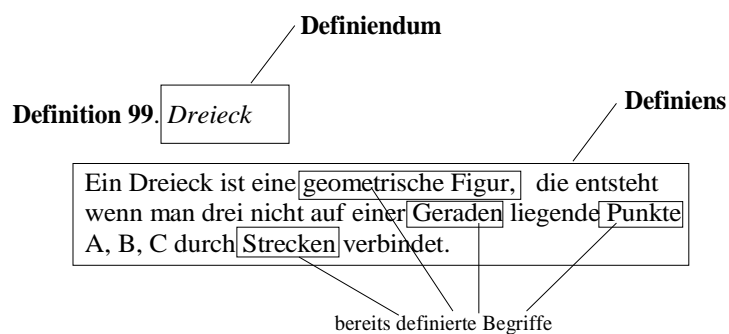 Definiendum
Definiens
Definition 99. Dreieck
Ein Dreieck ist eine geometrische Figur, die entsteht
wenn man drei nicht auf einer Geraden liegende Punkte
A, B, C durch Strecken verbindet.
bereits definierte Begriffe